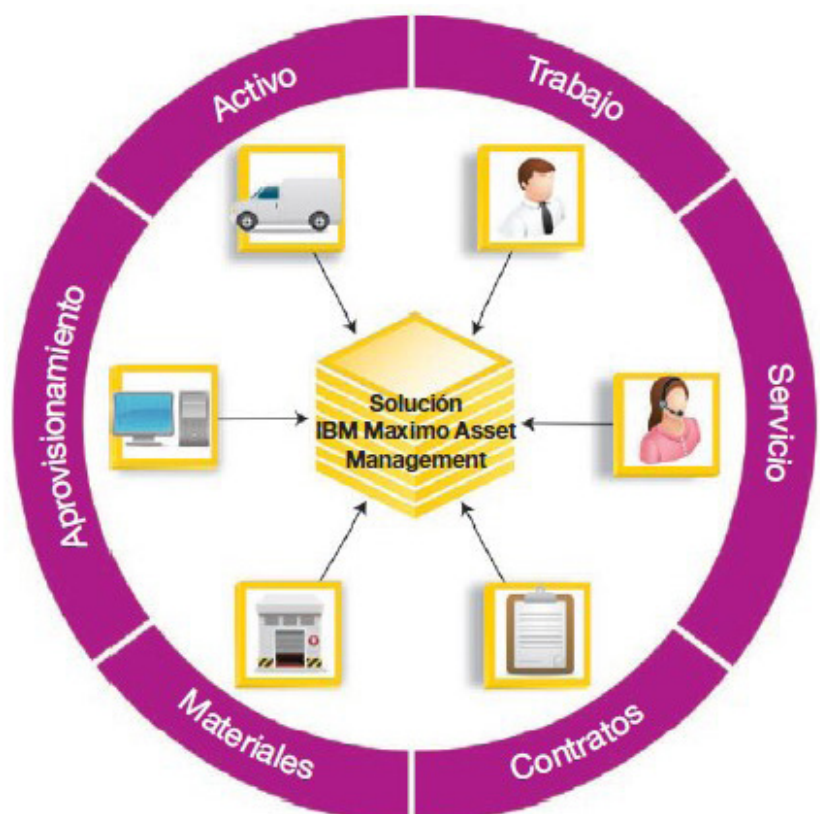 Activo
Trabajo
Aprovisionamiento
Solución
IBM Maximo Asset
Management
Servicio
Materiales
Contratos